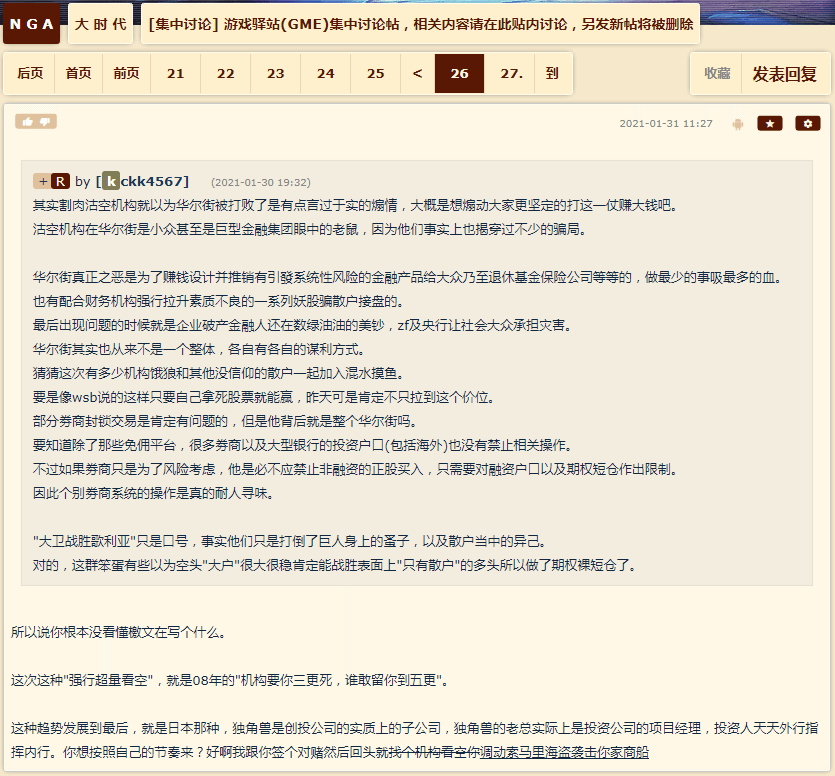 NGA 大时代 [集中讨论] 游戏驿站(GME)集中讨论帖，相关内容请在此贴内讨论，另发新帖将被删除
后页 首页 前页 21 22 23 24 25 < 26 27. 到 收藏 发表回复
2021-01-31 11:27
+ R by [kckk4567] (2021-01-30 19:32)
其实割肉沽空机构就以为华尔街被打败了是有点言过于实的煽情，大概是想煽动大家更坚定的打这一仗赚大钱吧。
沽空机构在华尔街是小众甚至是巨型金融集团眼中的老鼠，因为他们事实上也揭穿过不少的骗局。
华尔街真正之恶是为了赚钱设计并推销有引發系统性风险的金融产品给大众乃至退休基金保险公司等等的，做最少的事吸最多的血。
也有配合财务机构强行拉升素质不良的一系列妖股骗散户接盘的。
最后出现问题的时候就是企业破产金融人还在数绿油油的美钞，zf及央行让社会大众承担灾害。
华尔街其实也从来不是一个整体，各自有各自的谋利方式。
猜猜这次有多少机构饿狼和其他没信仰的散户一起加入混水摸鱼。
要是像wsb说的这样只要自己拿死股票就能赢，昨天可是肯定不只拉到这个价位。
部分券商封锁交易是肯定有问题的，但是他背后就是整个华尔街吗。
要知道除了那些免佣平台，很多券商以及大型银行的投资户口(包括海外)也没有禁止相关操作。
不过如果券商只是为了风险考虑，他是必不应禁止非融资的正股买入，只需要对融资户口以及期权短仓作出限制。
因此个别券商系统的操作是真的耐人寻味。
"大卫战胜歌利亚"只是口号，事实他们只是打倒了巨人身上的蚤子，以及散户当中的异己。
对的，这群笨蛋有些以为空头"大户"很大很稳肯定能战胜表面上"只有散户"的多头所以做了期权裸短仓了。
所以说你根本没看懂檄文在写个什么。
这次这种"强行超量看空"，就是08年的"机构要你三更死，谁敢留你到五更"。
这种趋势发展到最后，就是日本那种，独角兽是创投公司的实质上的子公司，独角兽的老总实际上是投资公司的项目经理，投资人天天外行指
挥内行。你想按照自己的节奏来？好啊我跟你签个对赌然后回头就找个机构看空你调动索马里海盗袭击你家商船